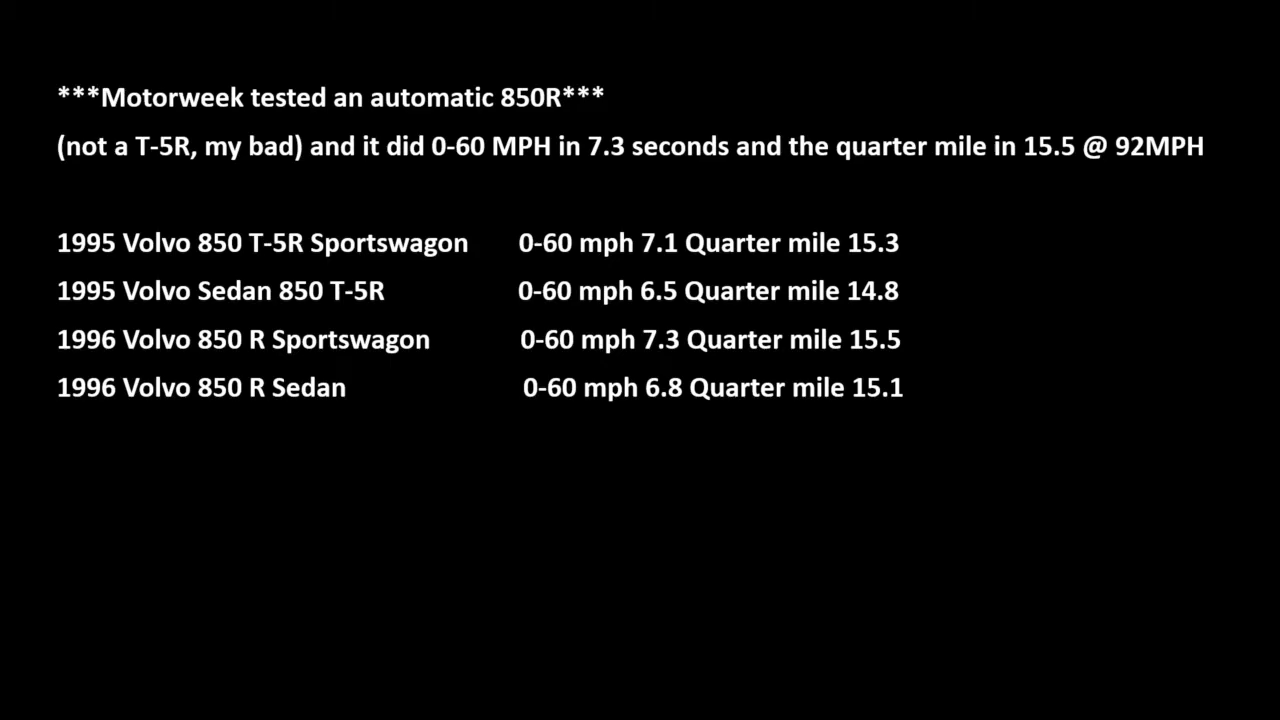 ***Motorweek tested an automatic 850R***
(not a T-5R, my bad) and it did 0-60 MPH in 7.3 seconds and the quarter mile in 15.5 @ 92MPH
1995 Volvo 850 T-5R Sportswagon 0-60 mph 7.1 Quarter mile 15.3
1995 Volvo Sedan 850 T-5R 0-60 mph 6.5 Quarter mile 14.8
1996 Volvo 850 R Sportswagon 0-60 mph 7.3 Quarter mile 15.5
1996 Volvo 850 R Sedan 0-60 mph 6.8 Quarter mile 15.1